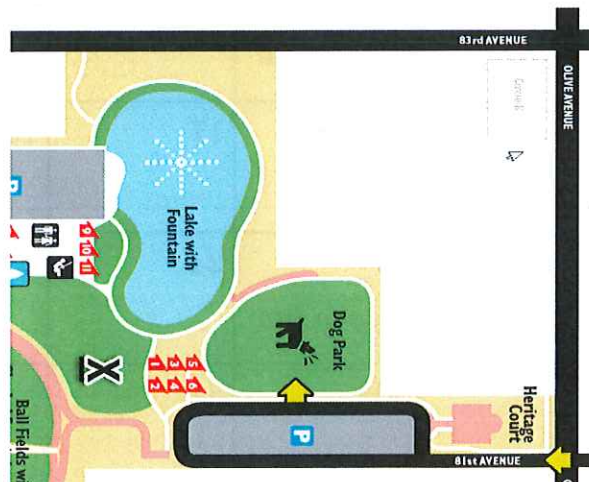 83rd AVENUE
OLIVE AVENUE
Lake with
Fountain
9
10
11
Dog Park
5
3
1
6
4
2
X
P
P
Heritage
Court
81st AVENUE
Ball Fields wi